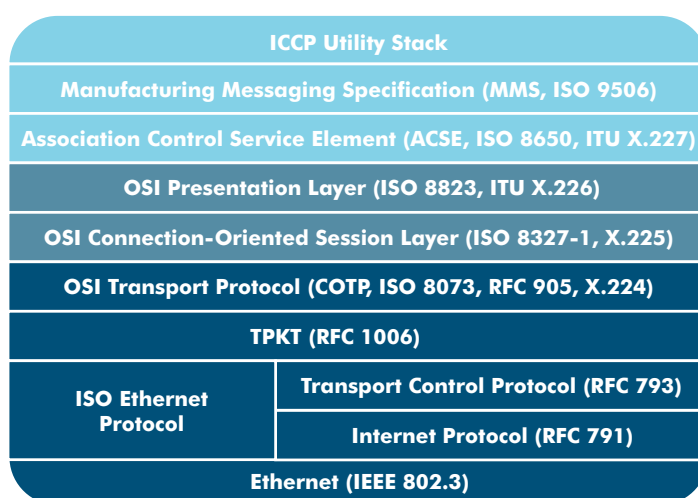 ICCP Utility Stack
Manufacturing Messaging Specification (MMS, ISO 9506)
Association Control Service Element (ACSE, ISO 8650, ITU X.227)
OSI Presentation Layer (ISO 8823, ITU X.226)
OSI Connection-Oriented Session Layer (ISO 8327-1, X.225)
OSI Transport Protocol (COTP, ISO 8073, RFC 905, X.224)
TPKT (RFC 1006)
ISO Ethernet
Protocol
Transport Control Protocol (RFC 793)
Internet Protocol (RFC 791)
Ethernet (IEEE 802.3)